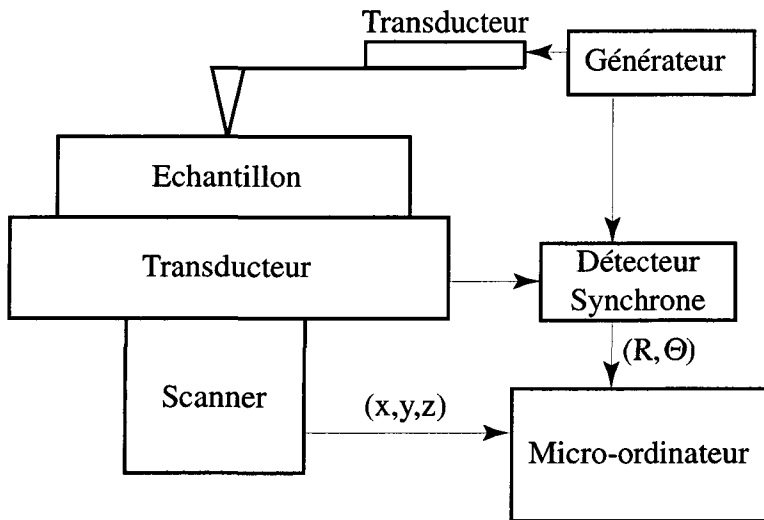 Transducteur
Générateur
Echantillon
Transducteur
Détecteur
Synchrone
(R,Θ)
Scanner
(x,y,z)
Micro-ordinateur